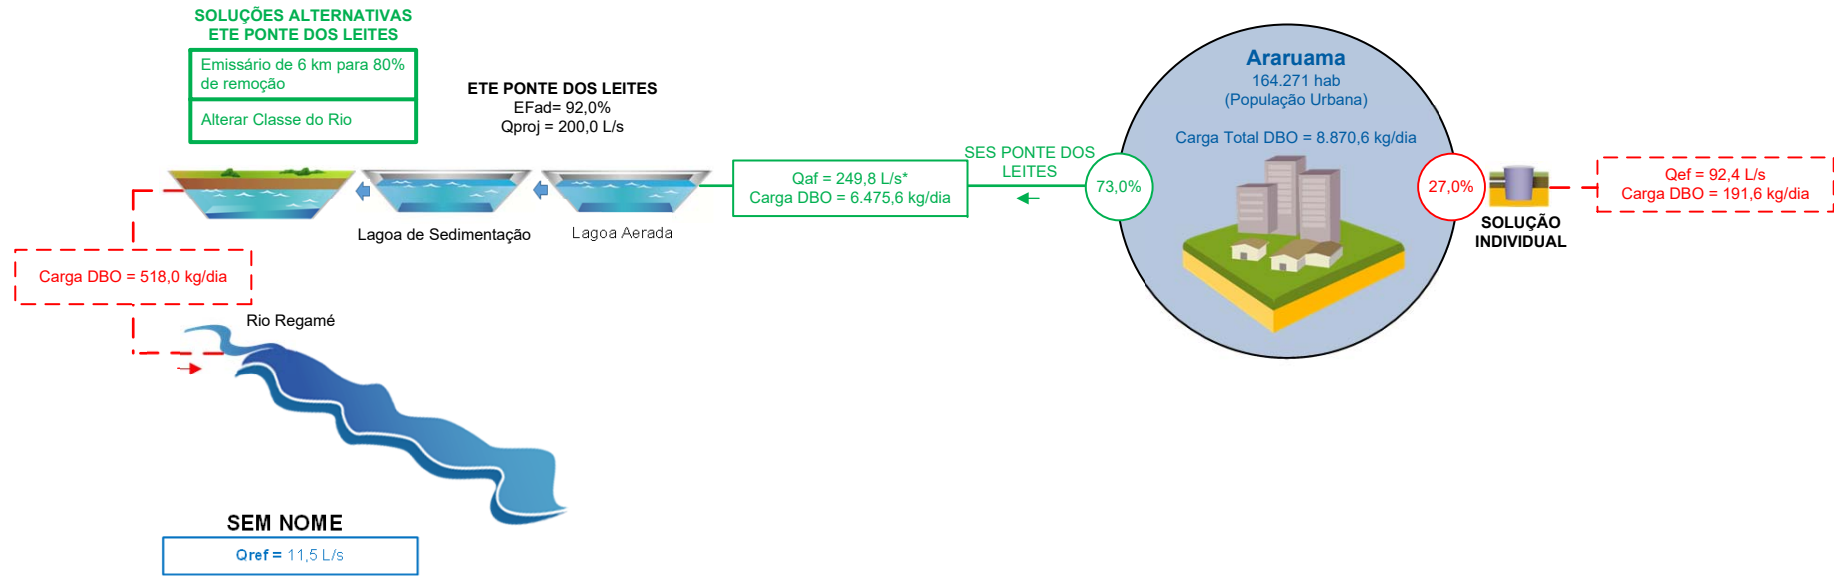 SOLUÇÕES ALTERNATIVAS
ETE PONTE DOS LEITES
Emissário de 6 km para 80%
de remoção
Alterar Classe do Rio
ETE PONTE DOS LEITES
EFad= 92,0%
Qproj = 200,0 L/s
Lagoa de Sedimentação
Lagoa Aerada
Qaf = 249,8 L/s*
Carga DBO = 6.475,6 kg/dia
SES PONTE DOS
LEITES
73,0%
Araruama
164.271 hab
(População Urbana)
Carga Total DBO = 8.870,6 kg/dia
27,0%
SOLUÇÃO
INDIVIDUAL
Qef = 92,4 L/s
Carga DBO = 191,6 kg/dia
Carga DBO = 518,0 kg/dia
Rio Regamé
SEM NOME
Qref = 11,5 L/s